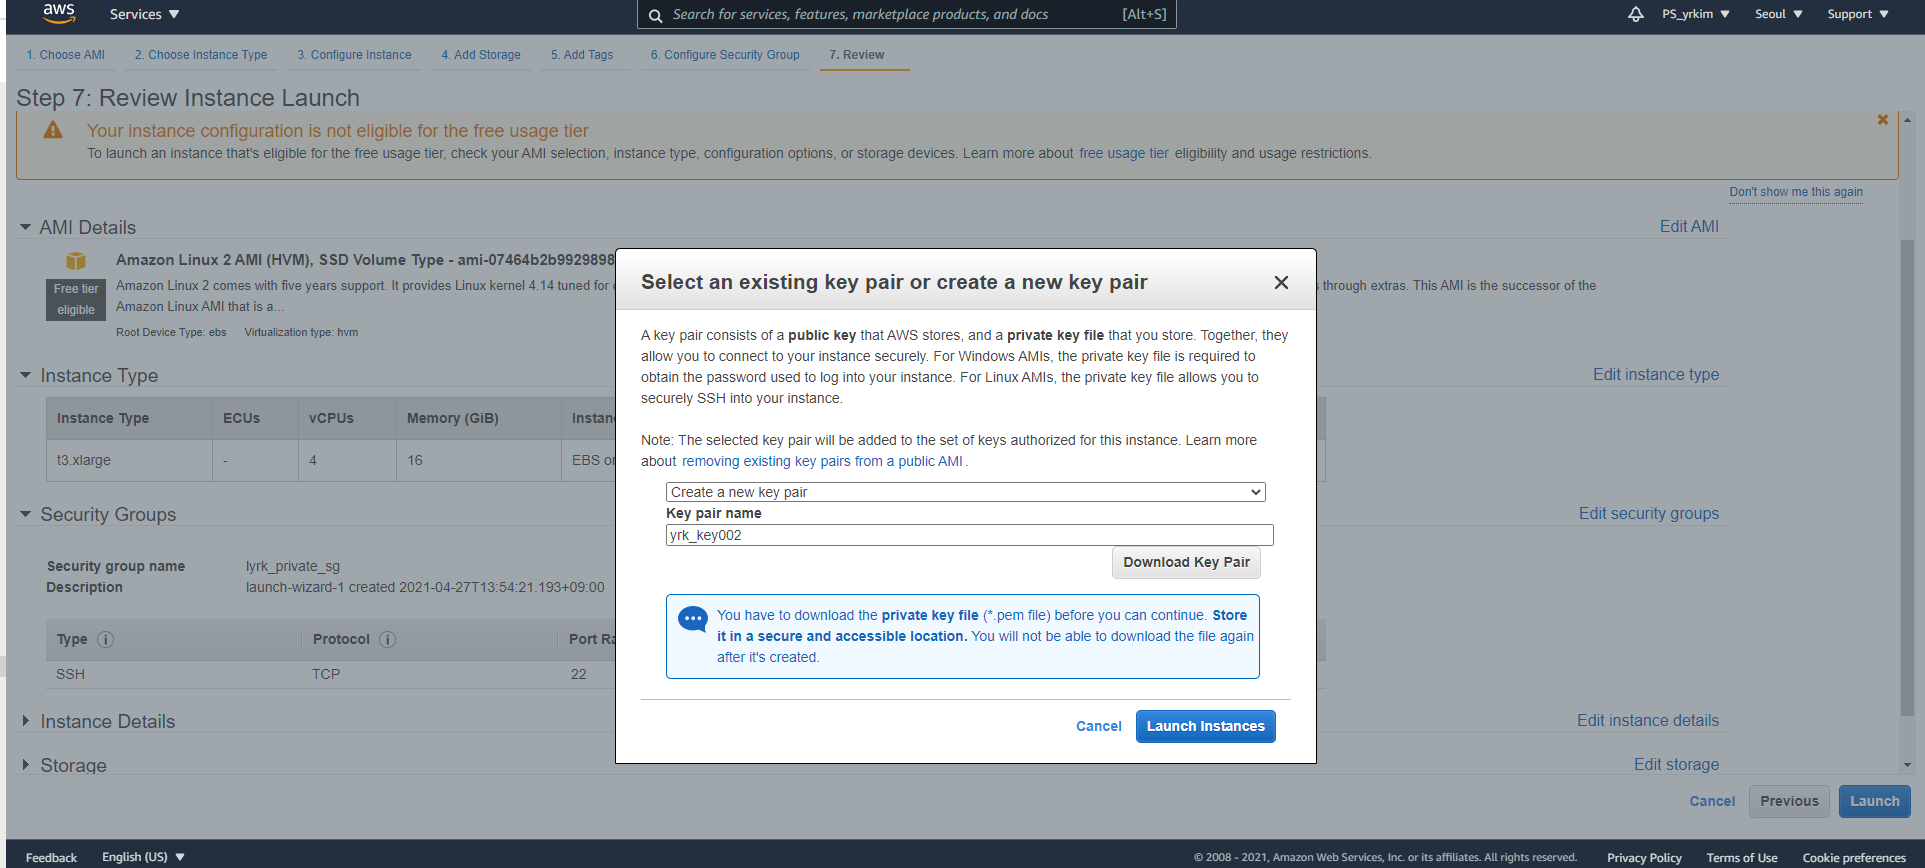 aws
Services
Search for services, features, marketplace products, and docs
[Alt+S]
PS_yrkim
Seoul
Support
1. Choose AMI
2. Choose Instance Type
3. Configure Instance
4. Add Storage
5. Add Tags
6. Configure Security Group
7. Review
Step 7: Review Instance Launch
Your instance configuration is not eligible for the free usage tier
To launch an instance that's eligible for the free usage tier, check your AMI selection, instance type, configuration options, or storage devices. Learn more about free usage tier eligibility and usage restrictions.
Don't show me this again
AMI Details
Edit AMI
Amazon Linux 2 AMI (HVM), SSD Volume Type - ami-07464b2b9929898
Free tier
eligible
Amazon Linux 2 comes with five years support. It provides Linux kernel 4.14 tuned for
through extras. This AMI is the successor of the
Amazon Linux AMI that is a...
Root Device Type: ebs
Virtualization type: hvm
Select an existing key pair or create a new key pair
A key pair consists of a public key that AWS stores, and a private key file that you store. Together, they
allow you to connect to your instance securely. For Windows AMIs, the private key file is required to
obtain the password used to log into your instance. For Linux AMIs, the private key file allows you to
securely SSH into your instance.
Note: The selected key pair will be added to the set of keys authorized for this instance. Learn more
about removing existing key pairs from a public AMI .
Create a new key pair
Key pair name
yrk_key002
Download Key Pair
You have to download the private key file (*.pem file) before you can continue. Store
it in a secure and accessible location. You will not be able to download the file again
after it's created.
Cancel
Launch Instances
Instance Type
Edit instance type
Instance Type
ECUs
vCPUs
Memory (GiB)
Instan
t3.xlarge
-
4
16
EBS
Security Groups
Edit security groups
Security group name
lyrk_private_sg
Description
launch-wizard-1 created 2021-04-27T13:54:21.193+09:00
Type
Protocol
Port Ra
SSH
TCP
22
Instance Details
Edit instance details
Storage
Edit storage
Cancel
Previous
Launch
Feedback
English (US)
© 2008 - 2021, Amazon Web Services, Inc. or its affiliates. All rights reserved.
Privacy Policy
Terms of Use
Cookie preferences